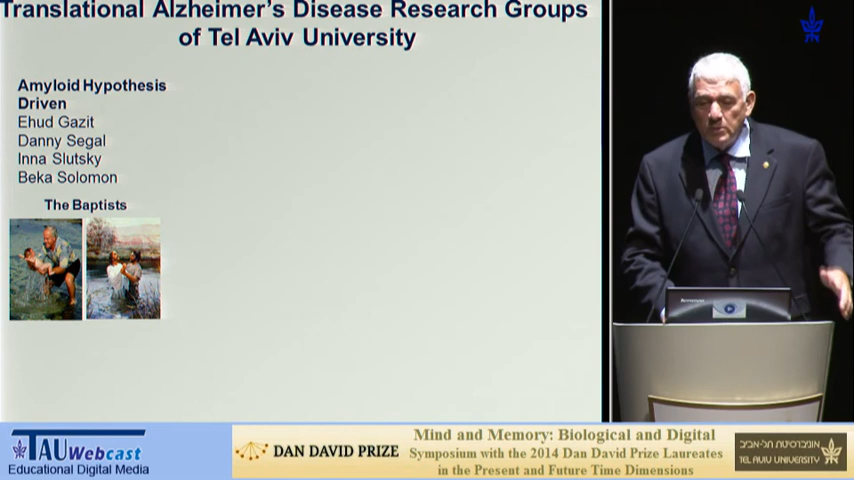 Translational Alzheimer's Disease Research Groups
of Tel Aviv University
Amyloid Hypothesis
Driven
Ehud Gazit
Danny Segal
Inna Slutsky
Beka Solomon
The Baptists
TAU Webcast
Educational Digital Media
DAN DAVID PRIZE
Mind and Memory: Biological and Digital
Symposium with the 2014 Dan David Prize Laureates
in the Present and Future Time Dimensions
אוניברסיטת תל-אביב
TEL AVIV UNIVERSITY